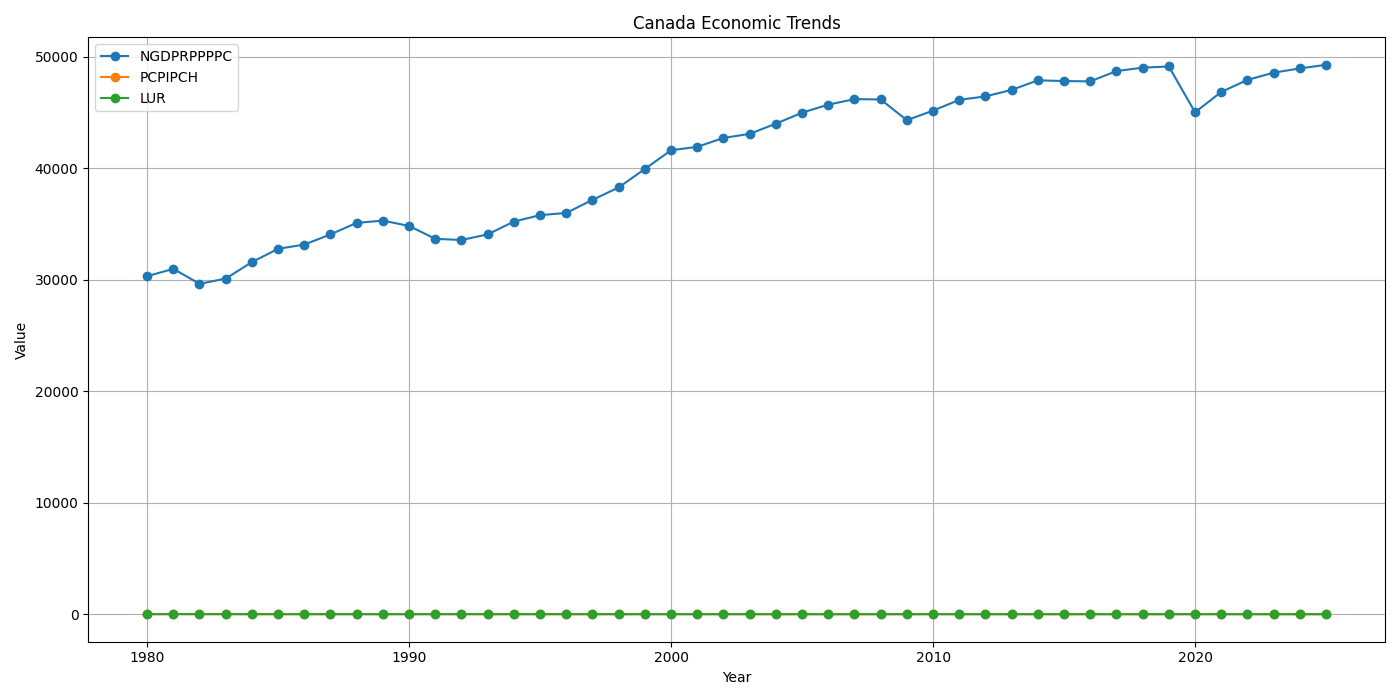 Canada Economic Trends
NGDPRPPPPC
PCPIPCH
LUR
50000
40000
30000
20000
10000
0
Value
1980 1990 2000 2010 2020
Year